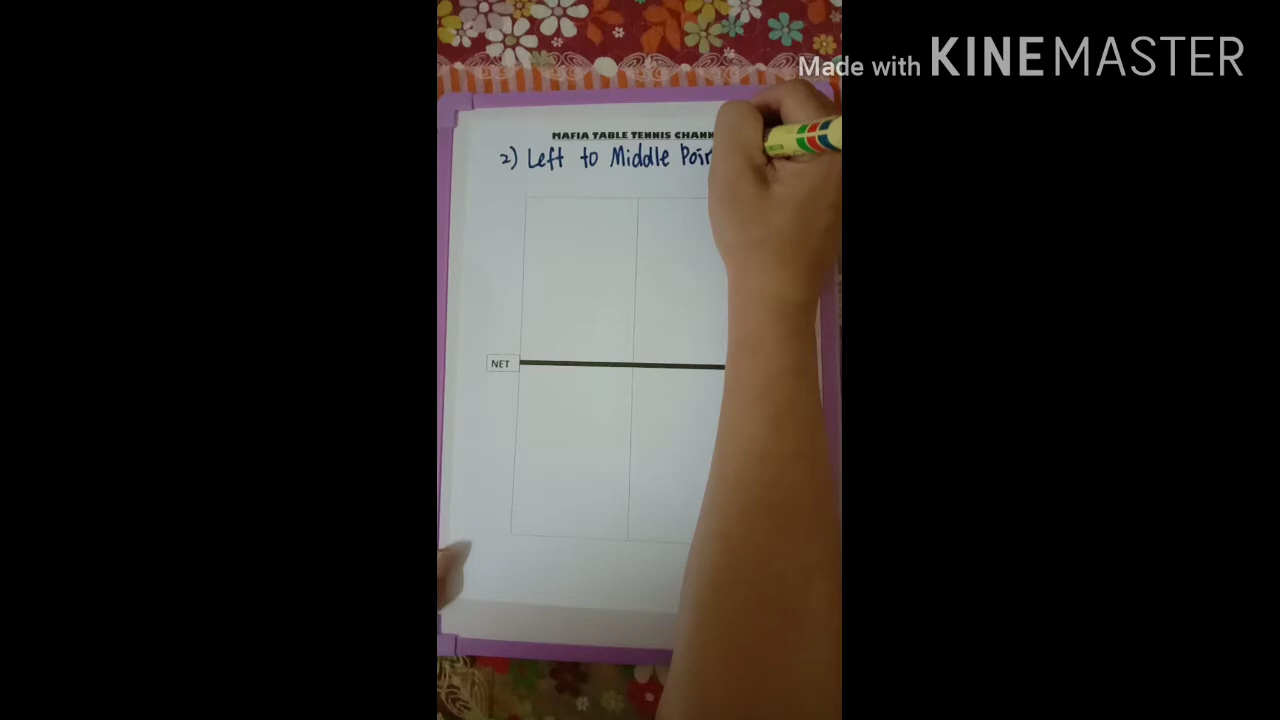 Made with KINEMASTER
MAFIA TABLE TENNIS
2) Left to Middle
NET